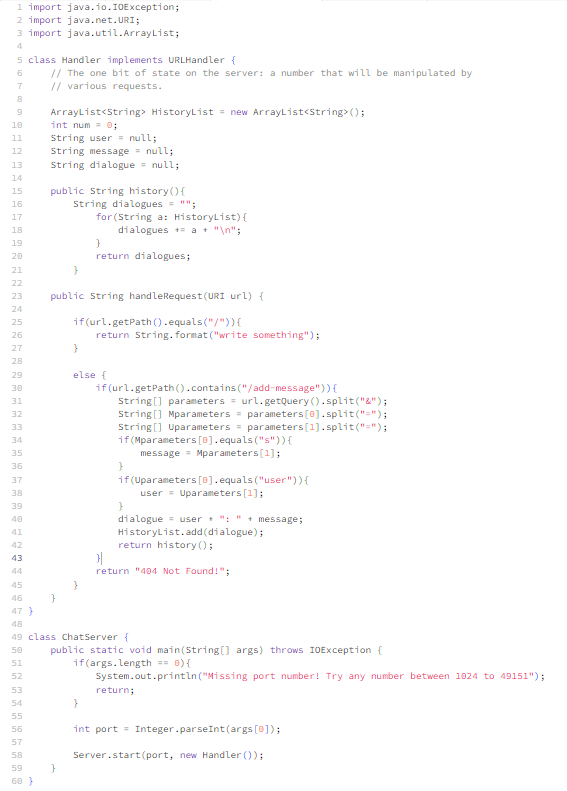 1 import java.io.IOException;
2 import java.net.URI;
3 import java.util.ArrayList;
4
5 class Handler implements URLHandler {
6     // The one bit of state on the server: a number that will be manipulated by
7     // various requests.
8
9     ArrayList<String> HistoryList = new ArrayList<String>();
10     int num = 0;
11     String user = null;
12     String message = null;
13     String dialogue = null;
14
15     public String history(){
16         String dialogues = "";
17             for(String a: HistoryList){
18                 dialogues += a + "\n";
19             }
20             return dialogues;
21         }
22
23     public String handleRequest(URI url) {
24
25         if(url.getPath().equals("/")){
26             return String.format("write something");
27         }
28
29         else {
30             if(url.getPath().contains("/add-message")){
31                 String[] parameters = url.getQuery().split("&");
32                 String[] Mparameters = parameters[0].split("=");
33                 String[] Uparameters = parameters[1].split("=");
34                 if(Mparameters[0].equals("s")){
35                     message = Mparameters[1];
36                 }
37                 if(Uparameters[0].equals("user")){
38                     user = Uparameters[1];
39                 }
40                 dialogue = user + ": " + message;
41                 HistoryList.add(dialogue);
42                 return history();
43             }
44             return "404 Not Found!";
45         }
46     }
47 }
48
49 class ChatServer {
50     public static void main(String[] args) throws IOException {
51         if(args.length == 0){
52             System.out.println("Missing port number! Try any number between 1024 to 49151");
53             return;
54         }
55
56         int port = Integer.parseInt(args[0]);
57
58         Server.start(port, new Handler());
59     }
60 }